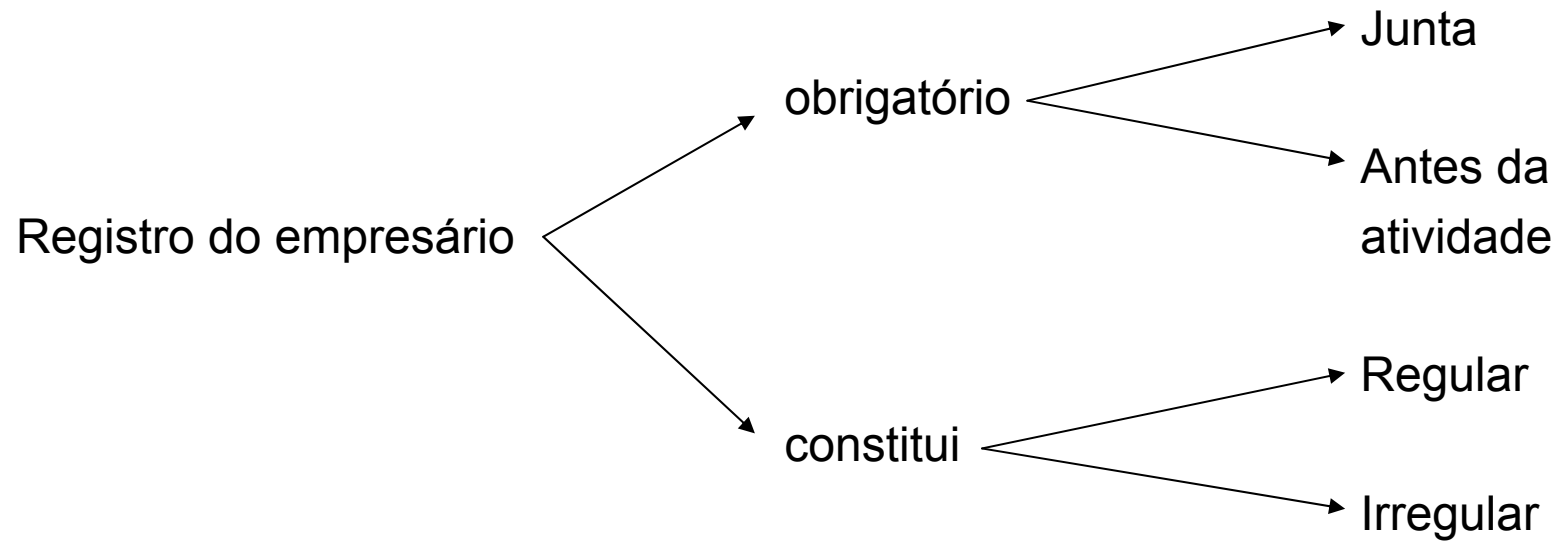 Junta
obrigatório
Antes da
atividade
Registro do empresário
Regular
constitui
Irregular